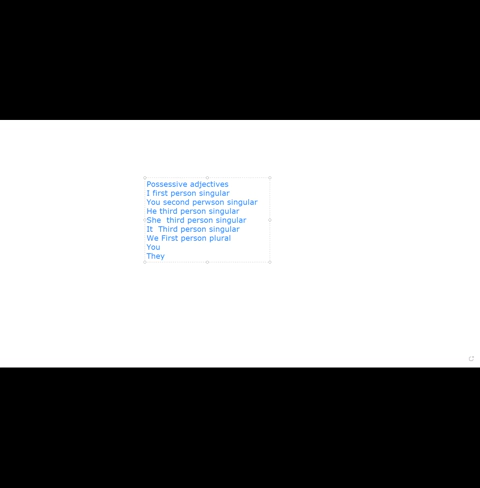 Possessive adjectives
I first person singular
You second perwson singular
He third person singular
She  third person singular
It  Third person singular
We First person plural
You
They